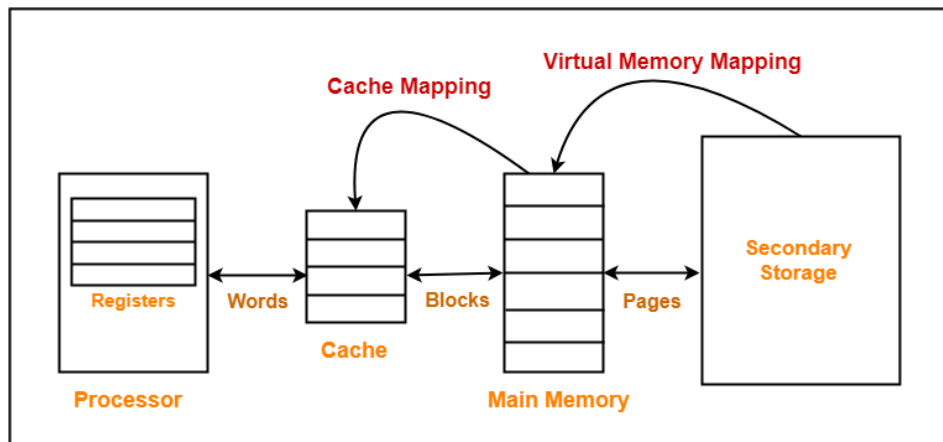 Virtual Memory Mapping
Cache Mapping
Secondary
Storage
Registers
Words
Blocks
Pages
Cache
Processor
Main Memory